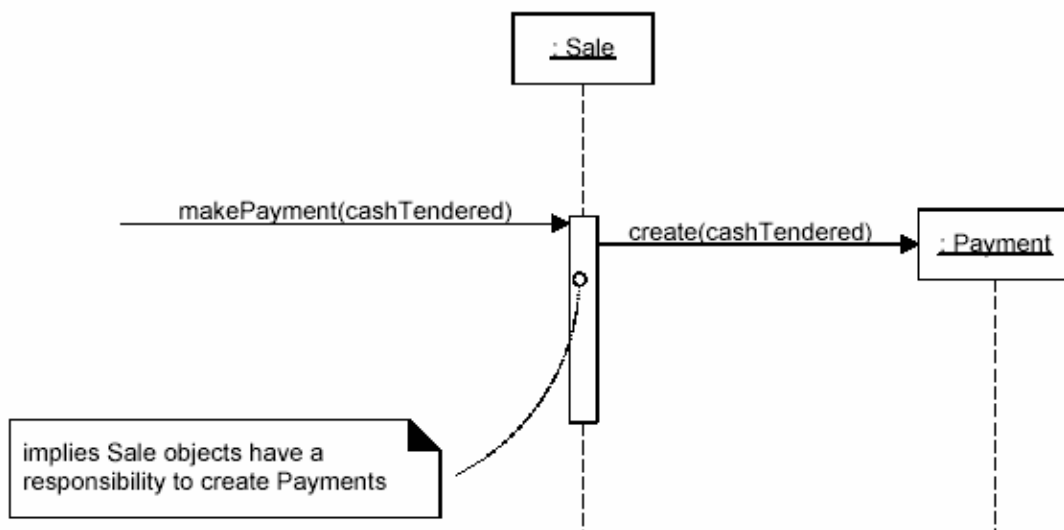 : Sale
makePayment(cashTendered)
create(cashTendered)
: Payment
implies Sale objects have a
responsibility to create Payments